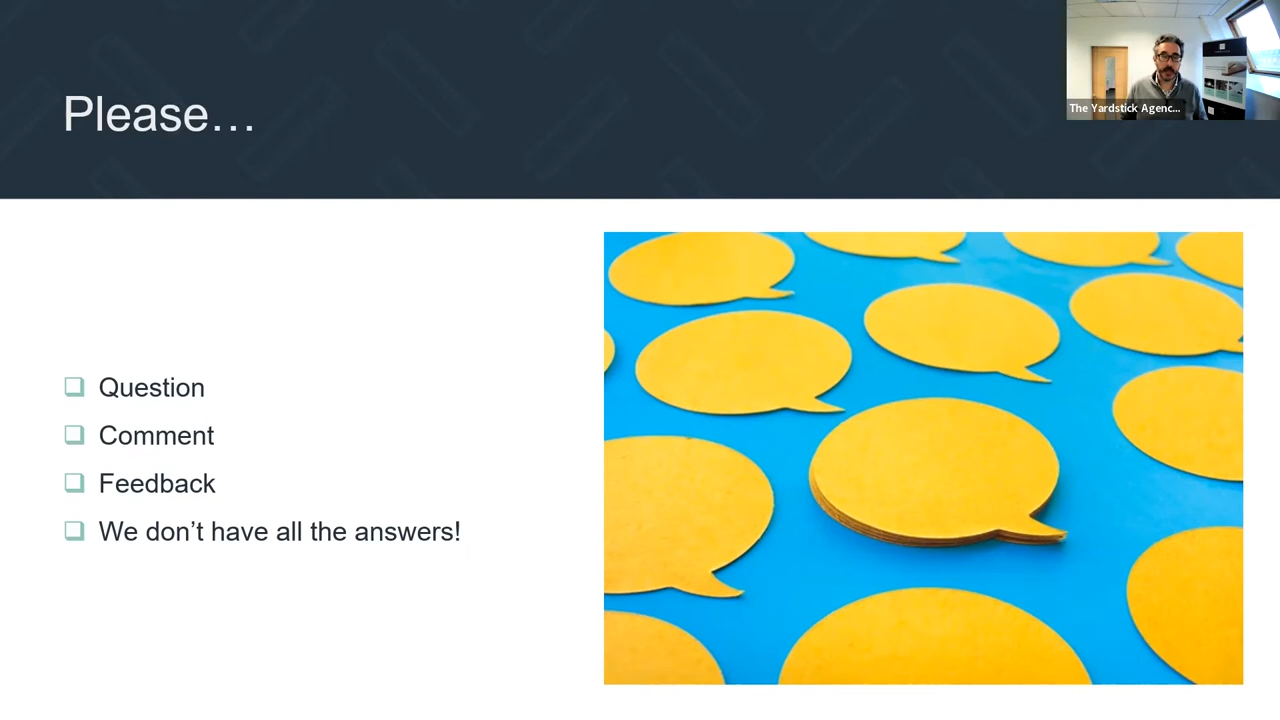 Please…
The Yardstick Agenc...
Question
Comment
Feedback
We don’t have all the answers!